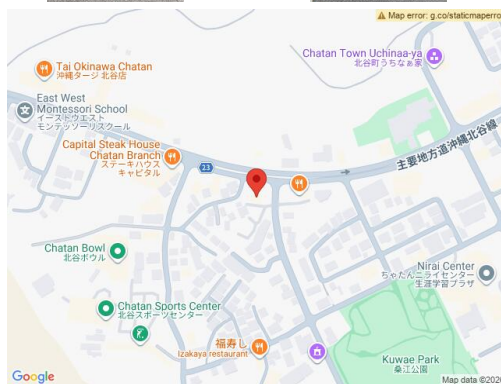 Map error: g.co/staticmaperro
Tai Okinawa Chatan
沖縄タージ 北谷店
Chatan Town Uchinaa-ya
北谷町うちなぁ家
East West
Montessori School
イーストウエスト
モンテッソーリスクール
Capital Steak House
Chatan Branch
ステーキハウス
キャピタル
23
主要地方道沖縄北谷線
Chatan Bowl
北谷ボウル
Nirai Center
ちゃたんニライセンター
生涯学習プラザ
Chatan Sports Center
北谷スポーツセンター
福寿し
Izakaya restaurant
Kuwae Park
桑江公園
Google
Map data ©202